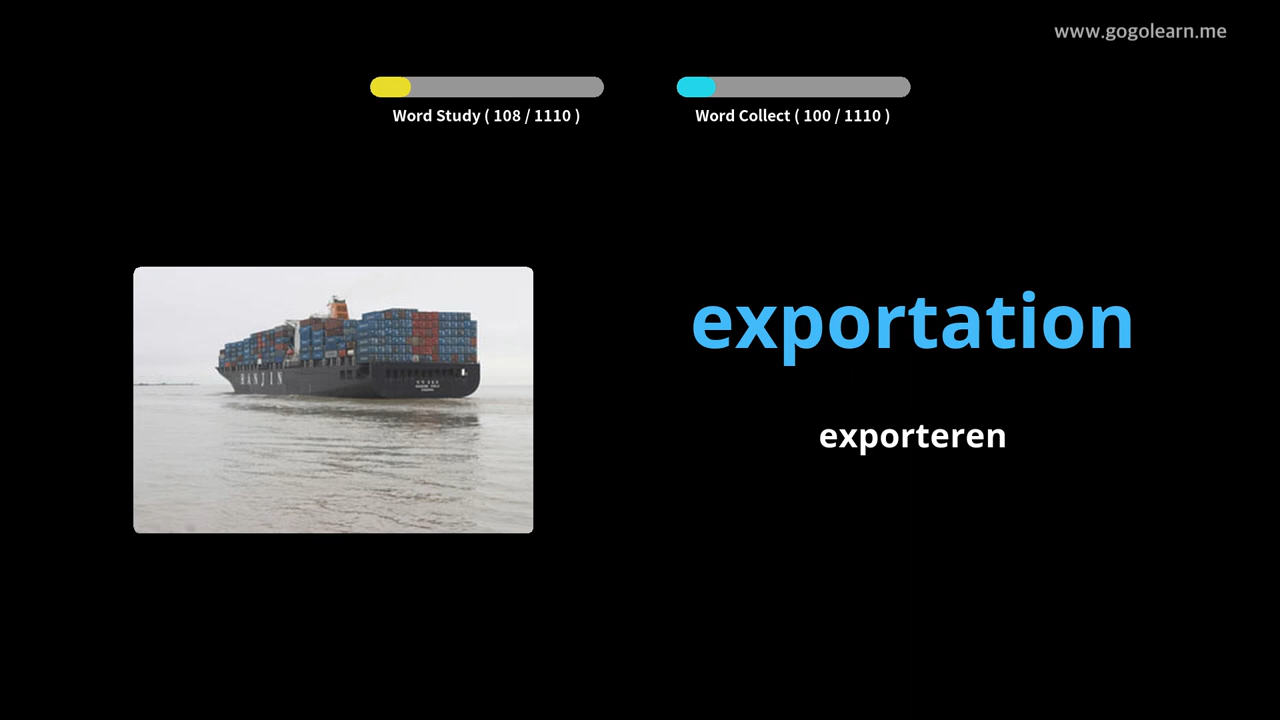 www.gogolearn.me
Word Study ( 108 / 1110 )
Word Collect ( 100 / 1110 )
exportation
exporteren
HANJIN